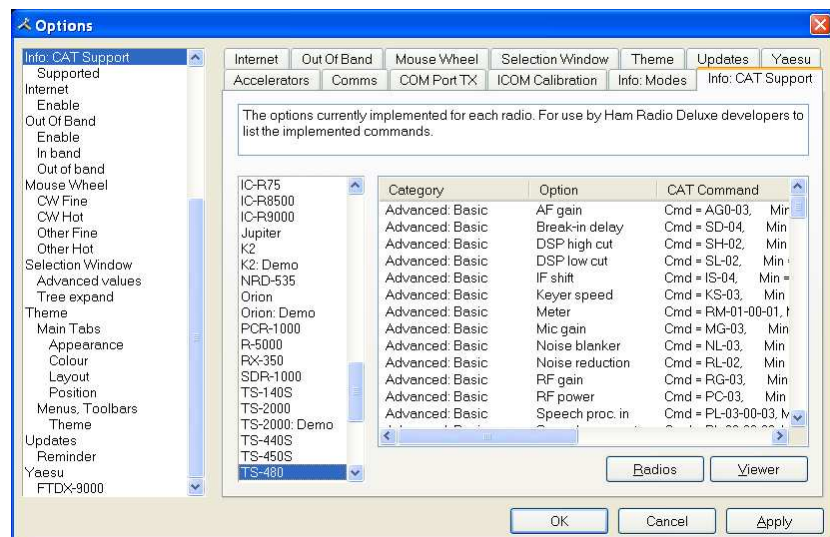 Options
Info: CAT Support
Supported
Internet
Enable
Out Of Band
Enable
In band
Out of band
Mouse Wheel
CW Fine
CW Hot
Other Fine
Other Hot
Selection Window
Advanced values
Tree expand
Theme
Main Tabs
Appearance
Colour
Layout
Position
Menus, Toolbars
Theme
Updates
Reminder
Yaesu
FTDX-9000
Internet Out Of Band Mouse Wheel Selection Window Theme Updates Yaesu
Accelerators Comms COM Port TX ICOM Calibration Info: Modes Info: CAT Support
The options currently implemented for each radio. For use by Ham Radio Deluxe developers to
list the implemented commands.
IC-R75
IC-R8500
IC-R9000
Jupiter
K2
K2: Demo
NRD-535
Orion
Orion: Demo
PCR-1000
R-5000
RX-350
SDR-1000
TS-140S
TS-2000
TS-2000: Demo
TS-440S
TS-450S
TS-480
Category Option CAT Command
Advanced: Basic AF gain Cmd = AG0-03, Min
Advanced: Basic Break-in delay Cmd = SD-04, Min
Advanced: Basic DSP high cut Cmd = SH-02, Min
Advanced: Basic DSP low cut Cmd = SL-02, Min
Advanced: Basic IF shift Cmd = IS-04, Min =
Advanced: Basic Keyer speed Cmd = KS-03, Min
Advanced: Basic Meter Cmd = RM-01-00-01,
Advanced: Basic Mic gain Cmd = MG-03, Min
Advanced: Basic Noise blanker Cmd = NL-03, Min
Advanced: Basic Noise reduction Cmd = RL-02, Min
Advanced: Basic RF gain Cmd = RG-03, Min
Advanced: Basic RF power Cmd = PC-03, Min
Advanced: Basic Speech proc. in Cmd = PL-03-00-03, M
Radios Viewer
OK Cancel Apply